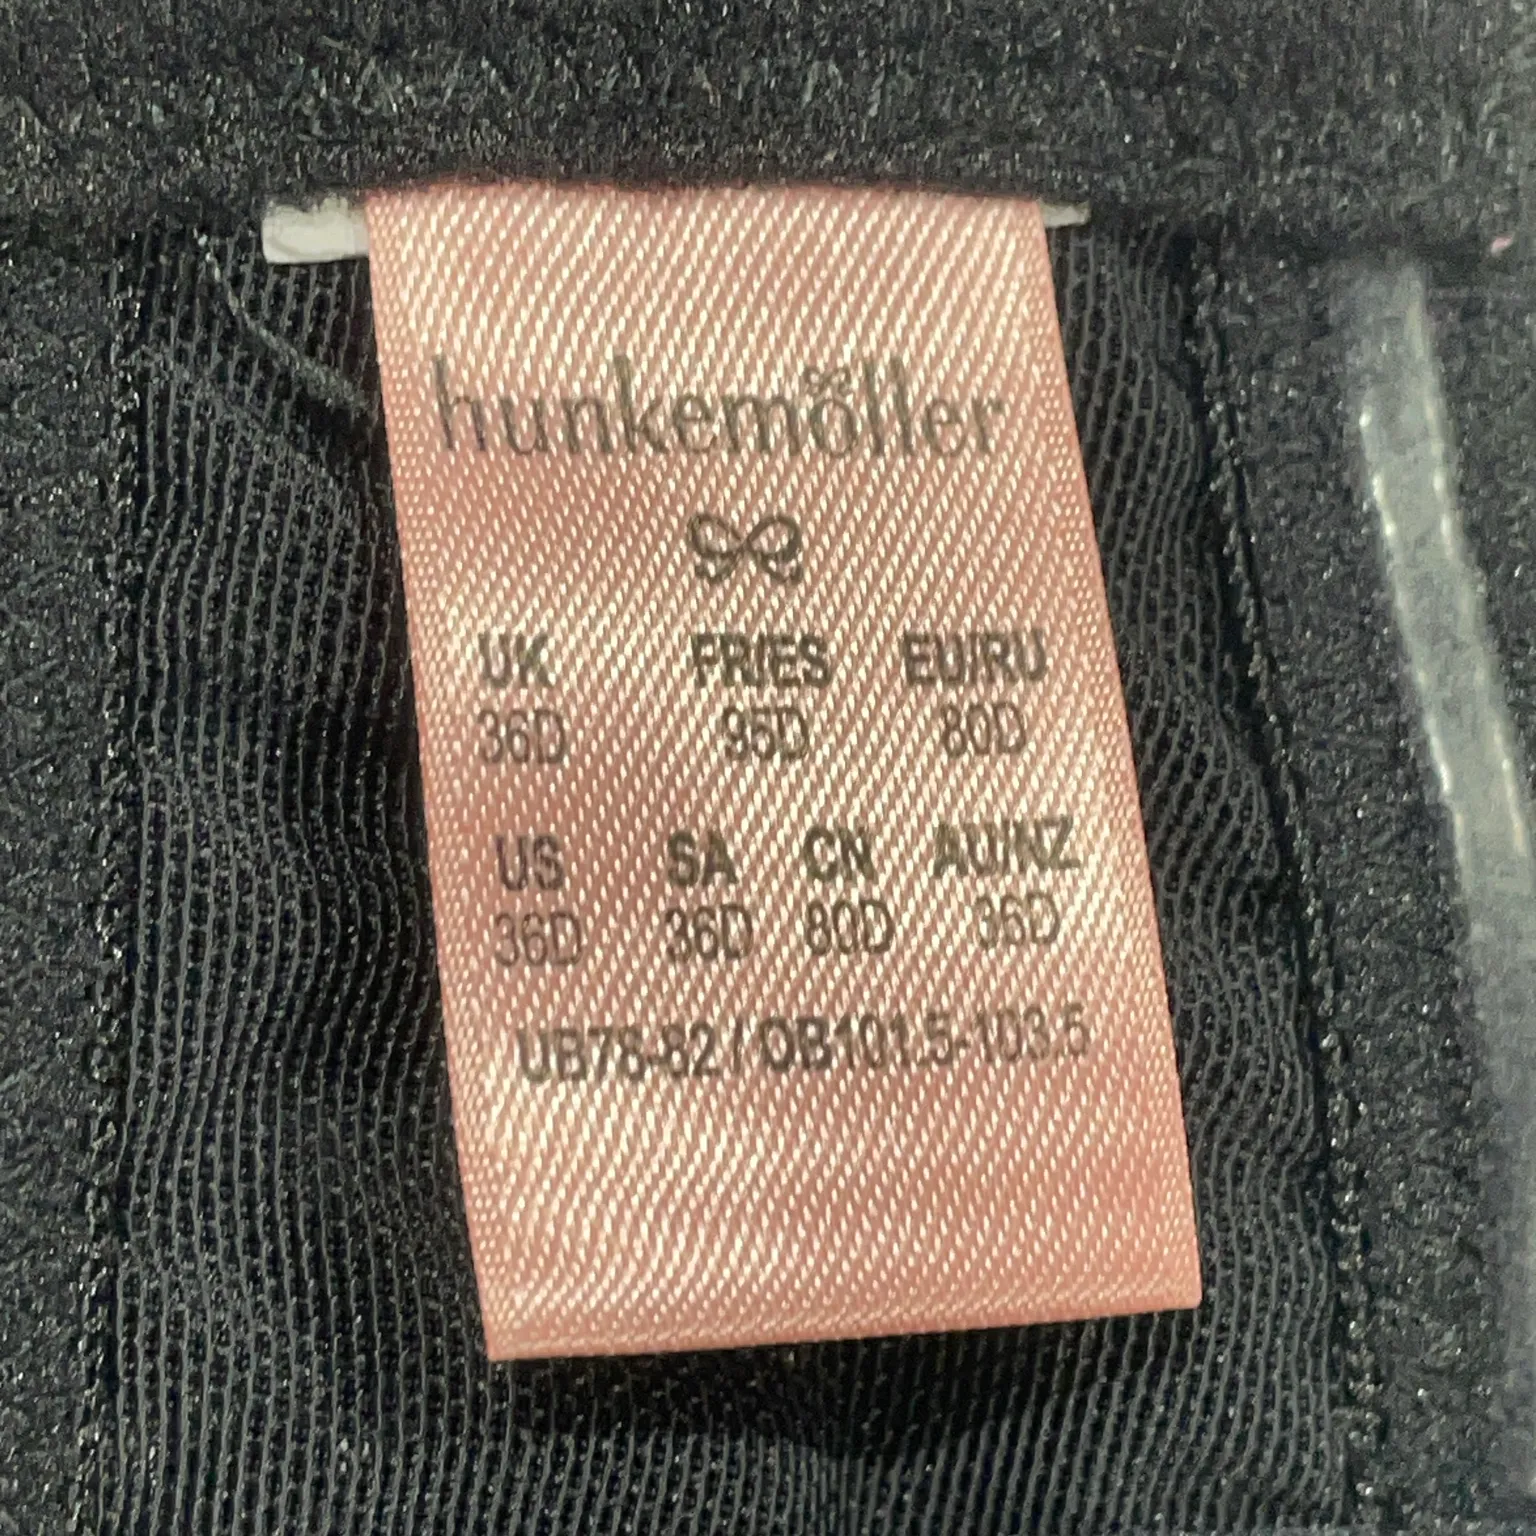 hunkemöller
UK FR/ES EU/RU
36D 95D 80D
US SA CN AU/NZ
36D 36D 80D 36D
UB78-82 / OB101.5-103.5